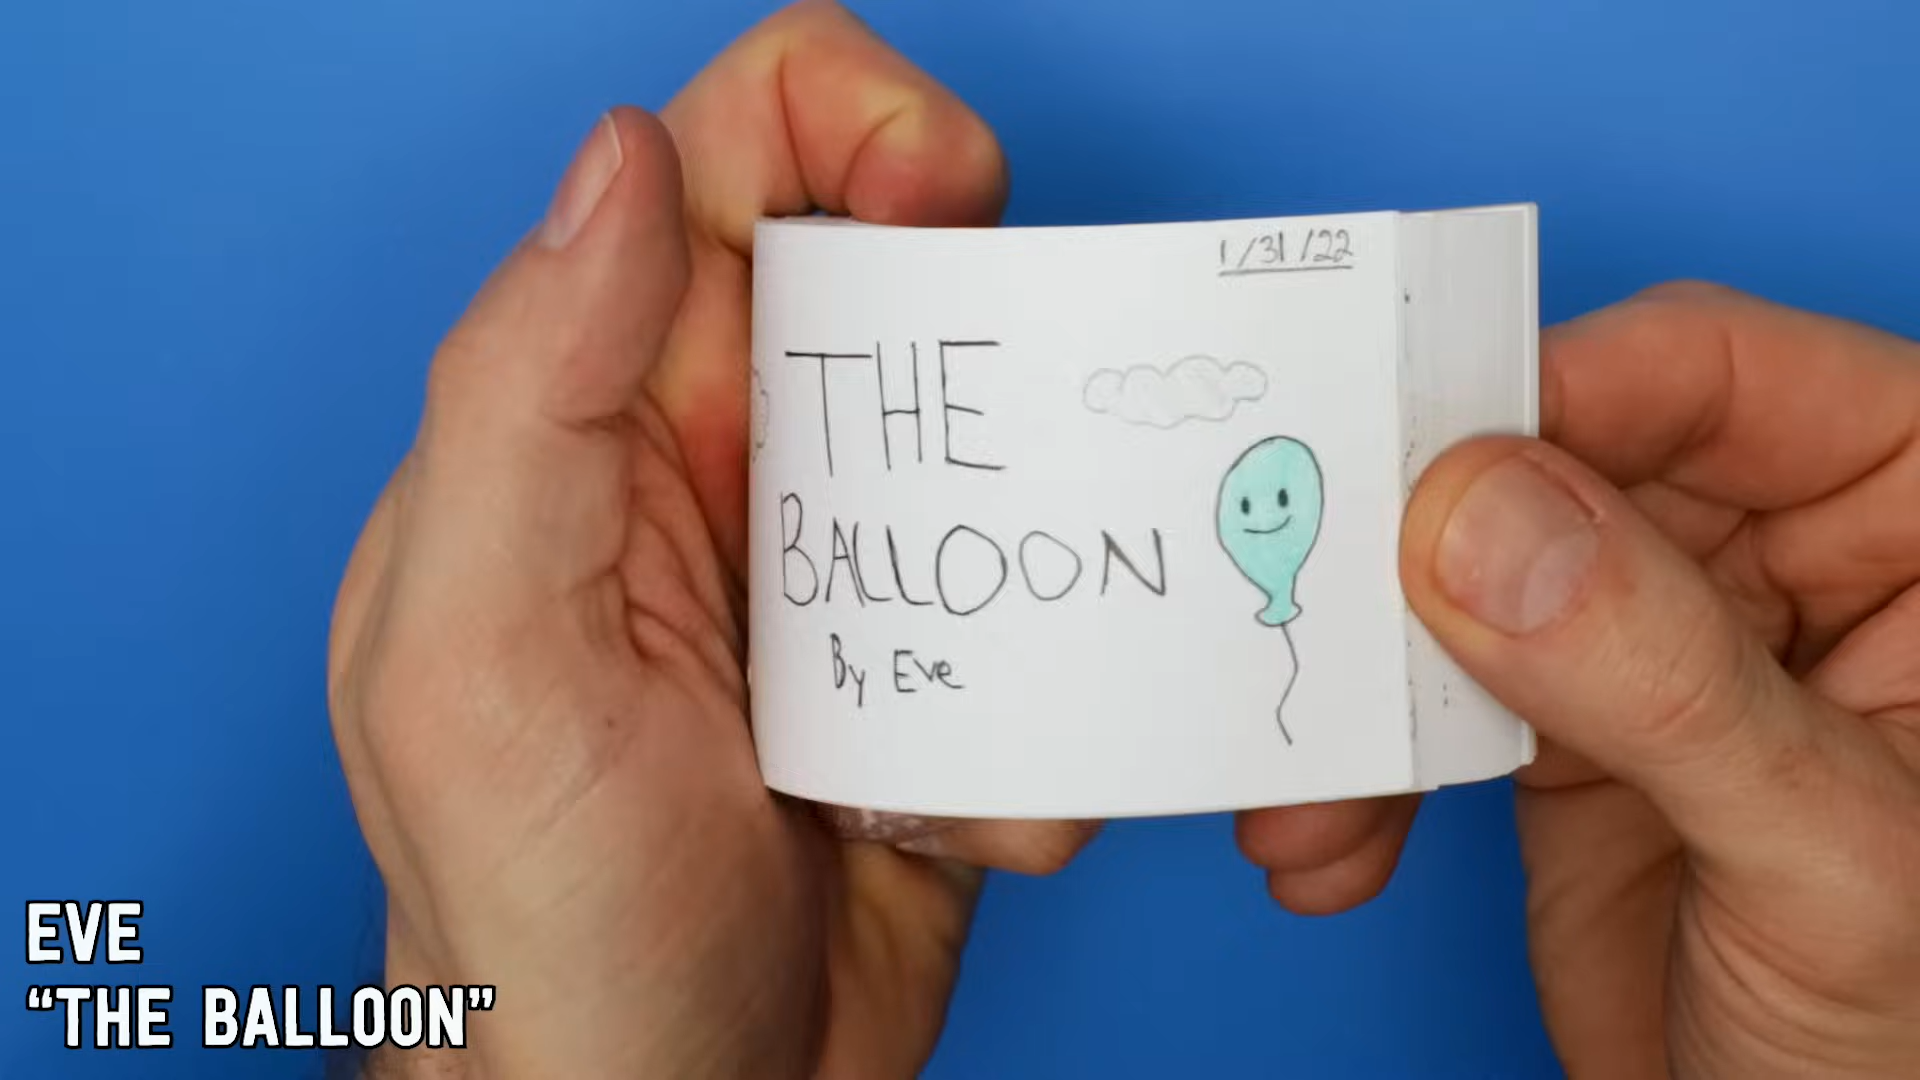 1/31/22
THE
BALLOON
By Eve
EVE
“THE BALLOON”